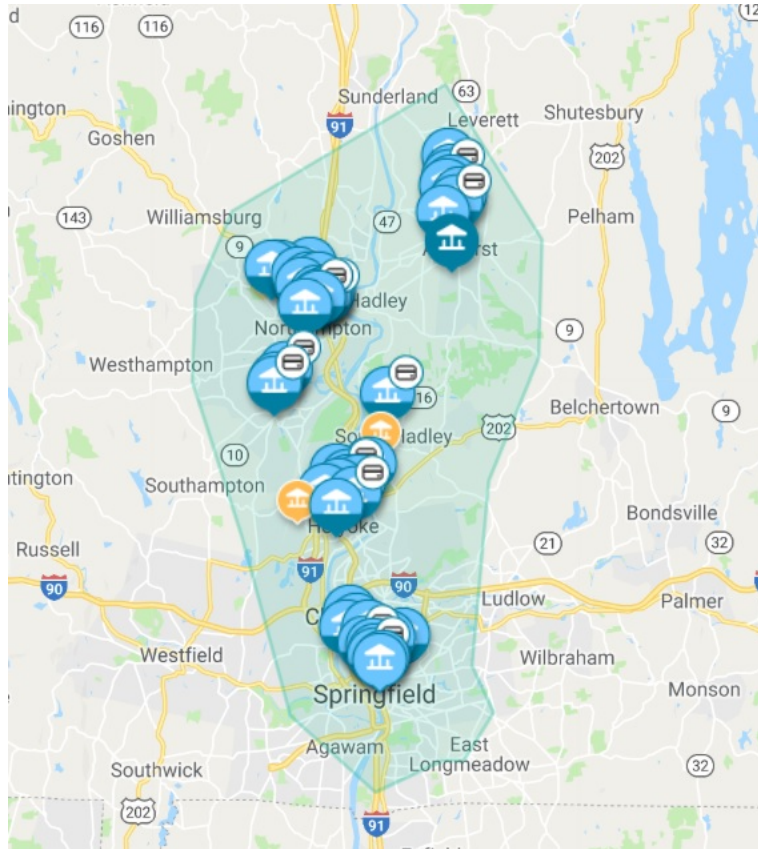 116
116
63
Sunderland
Leverett
Shutesbury
91
Goshen
202
143
Williamsburg
47
Pelham
9
Hadley
Northampton
9
Westhampton
16
Belchertown
9
202
10
Southampton
Bondsville
21
32
Russell
91
90
90
Ludlow
Palmer
Westfield
Wilbraham
Springfield
Monson
Agawam
East
Longmeadow
Southwick
32
202
91